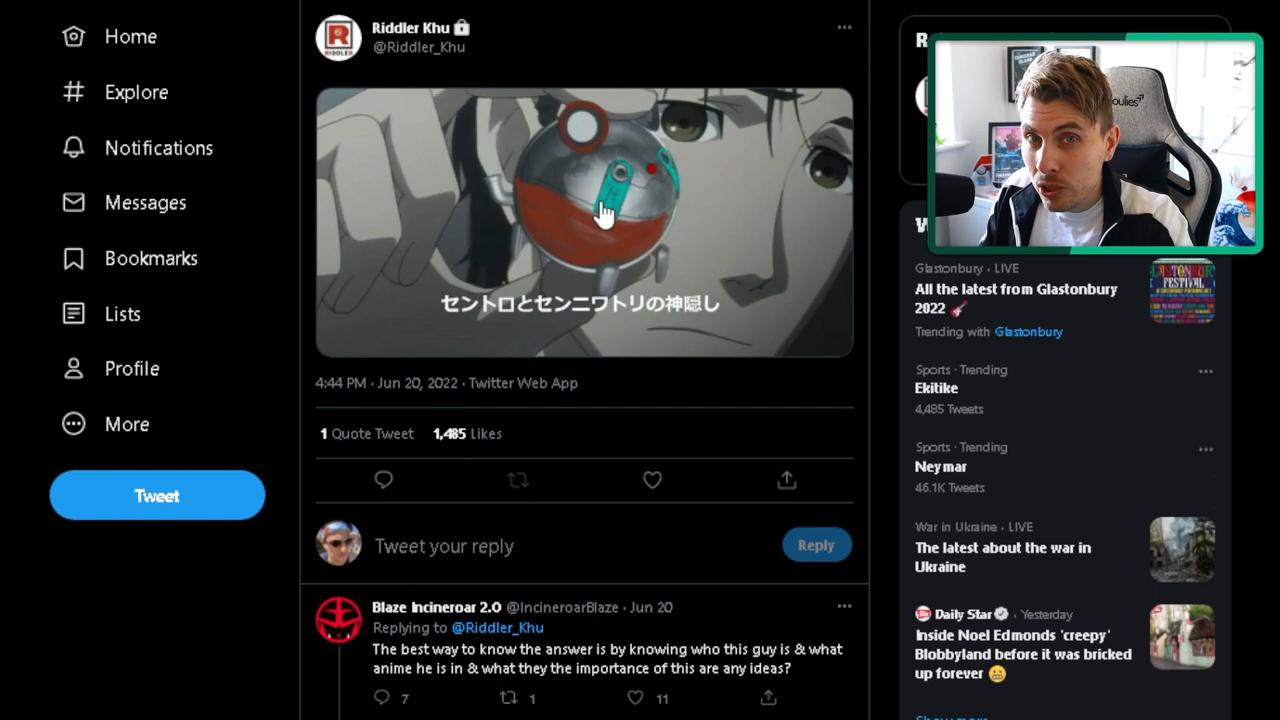 Home
Explore
Notifications
Messages
Bookmarks
Lists
Profile
More
Tweet
R
RIDDLER
Riddler Khu
@Riddler_Khu
セントロとセンニワトリの神隠し
4:44 PM · Jun 20, 2022 · Twitter Web App
1 Quote Tweet 1,485 Likes
Tweet your reply
Reply
Blaze Incineroar 2.0 @IncineroarBlaze · Jun 20
Replying to @Riddler_Khu
The best way to know the answer is by knowing who this guy is & what
anime he is in & what they the importance of this are any ideas?
7 1 11
R
oulies
W
Glastonbury · LIVE
All the latest from Glastonbury
2022
Trending with Glastonbury
GLASTONBURY
FESTIVAL
Sports · Trending
Ekitike
4,485 Tweets
Sports · Trending
Neymar
46.1K Tweets
War in Ukraine · LIVE
The latest about the war in
Ukraine
Daily Star · Yesterday
Inside Noel Edmonds 'creepy'
Blobbyland before it was bricked
up forever
Show more